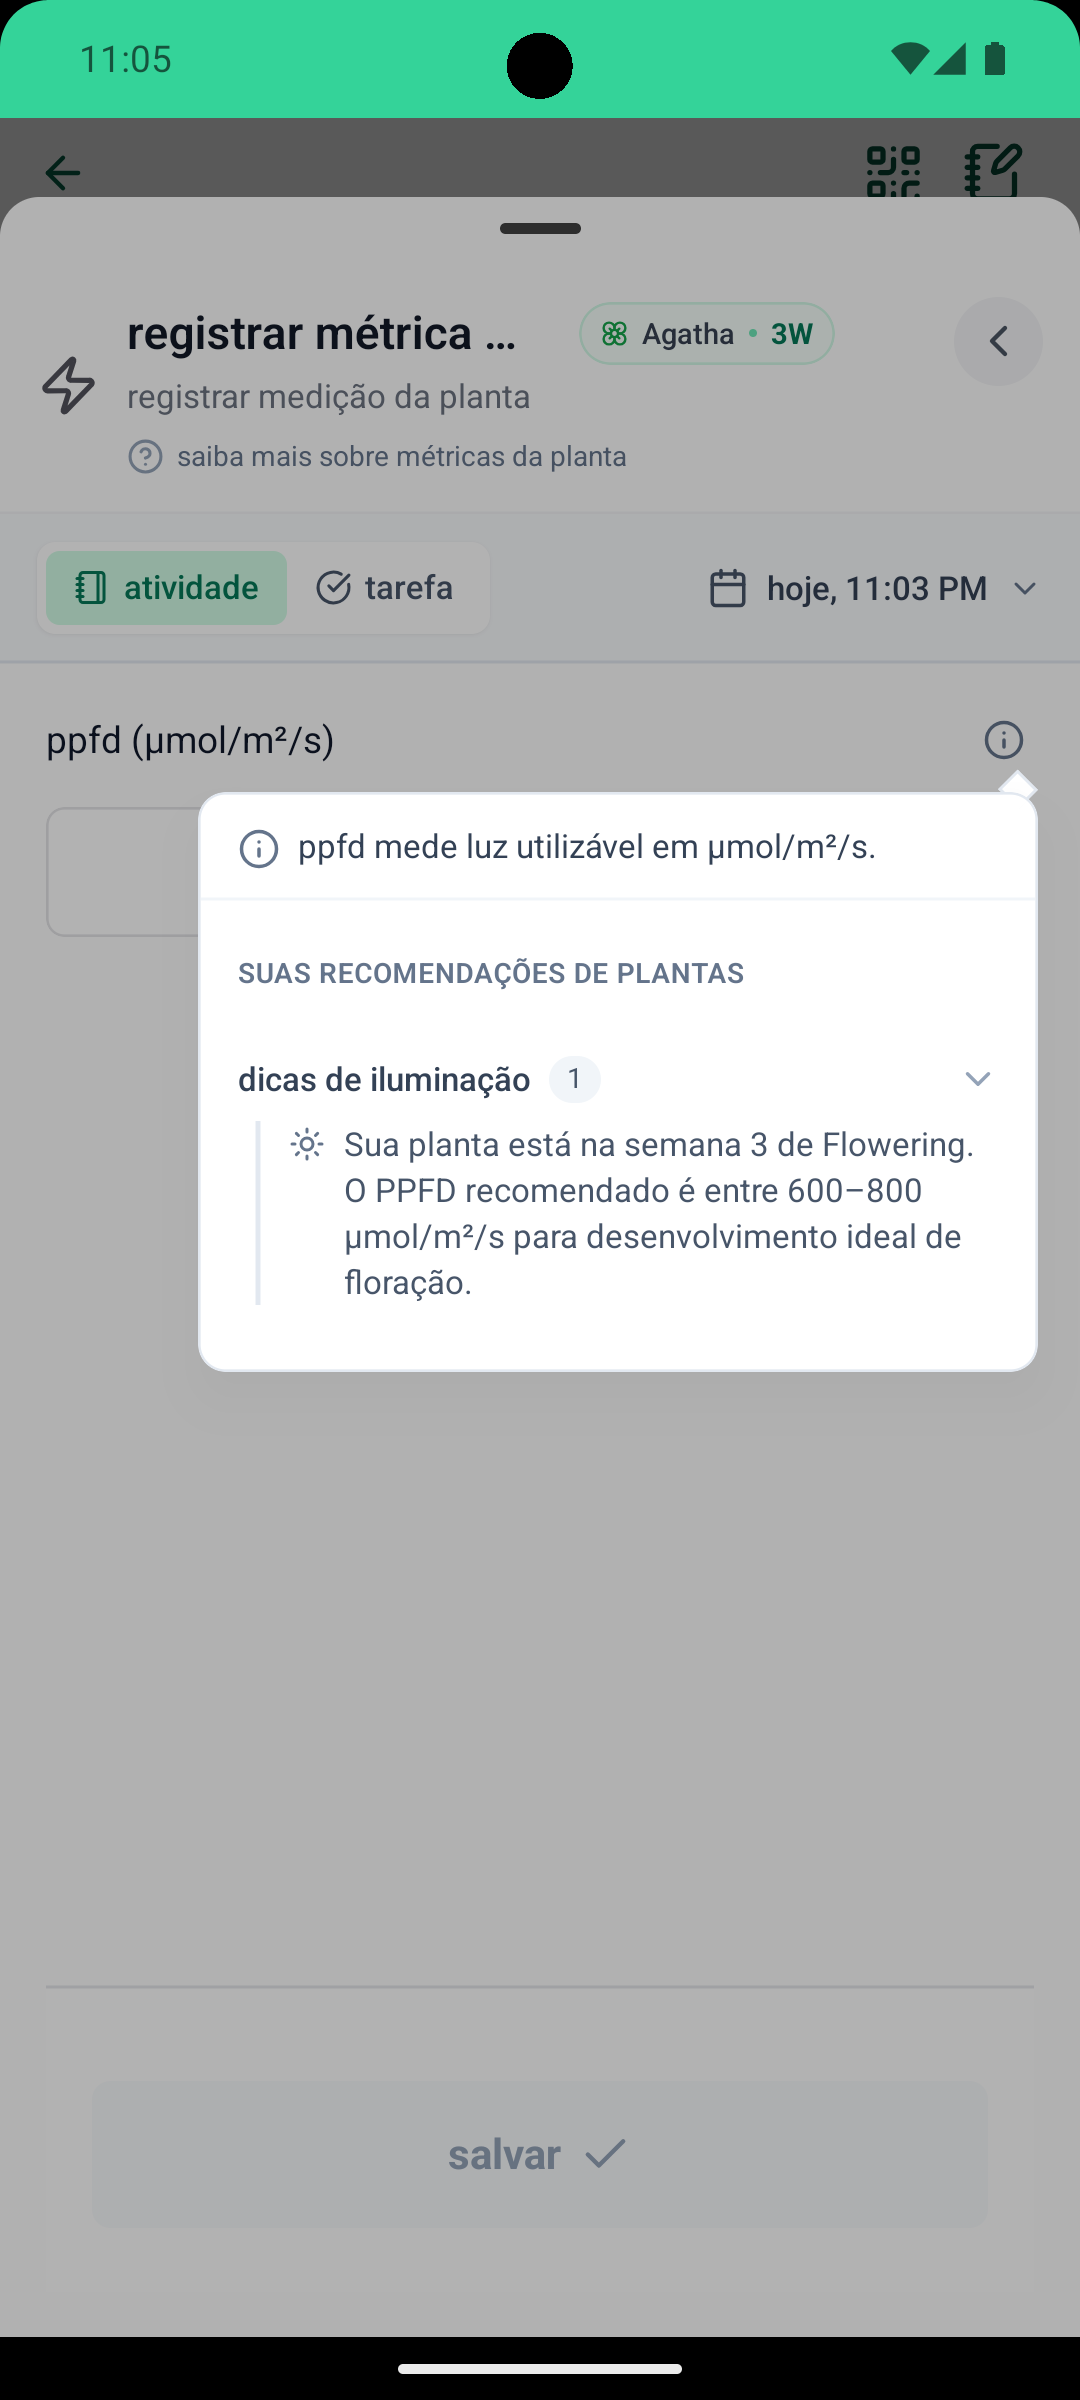 11:05
registrar métrica ...
Agatha • 3W
registrar medição da planta
saiba mais sobre métricas da planta
atividade
tarefa
hoje, 11:03 PM
ppfd (μmol/m²/s)
ppfd mede luz utilizável em μmol/m²/s.
SUAS RECOMENDAÇÕES DE PLANTAS
dicas de iluminação 1
Sua planta está na semana 3 de Flowering.
O PPFD recomendado é entre 600–800
μmol/m²/s para desenvolvimento ideal de
floração.
salvar